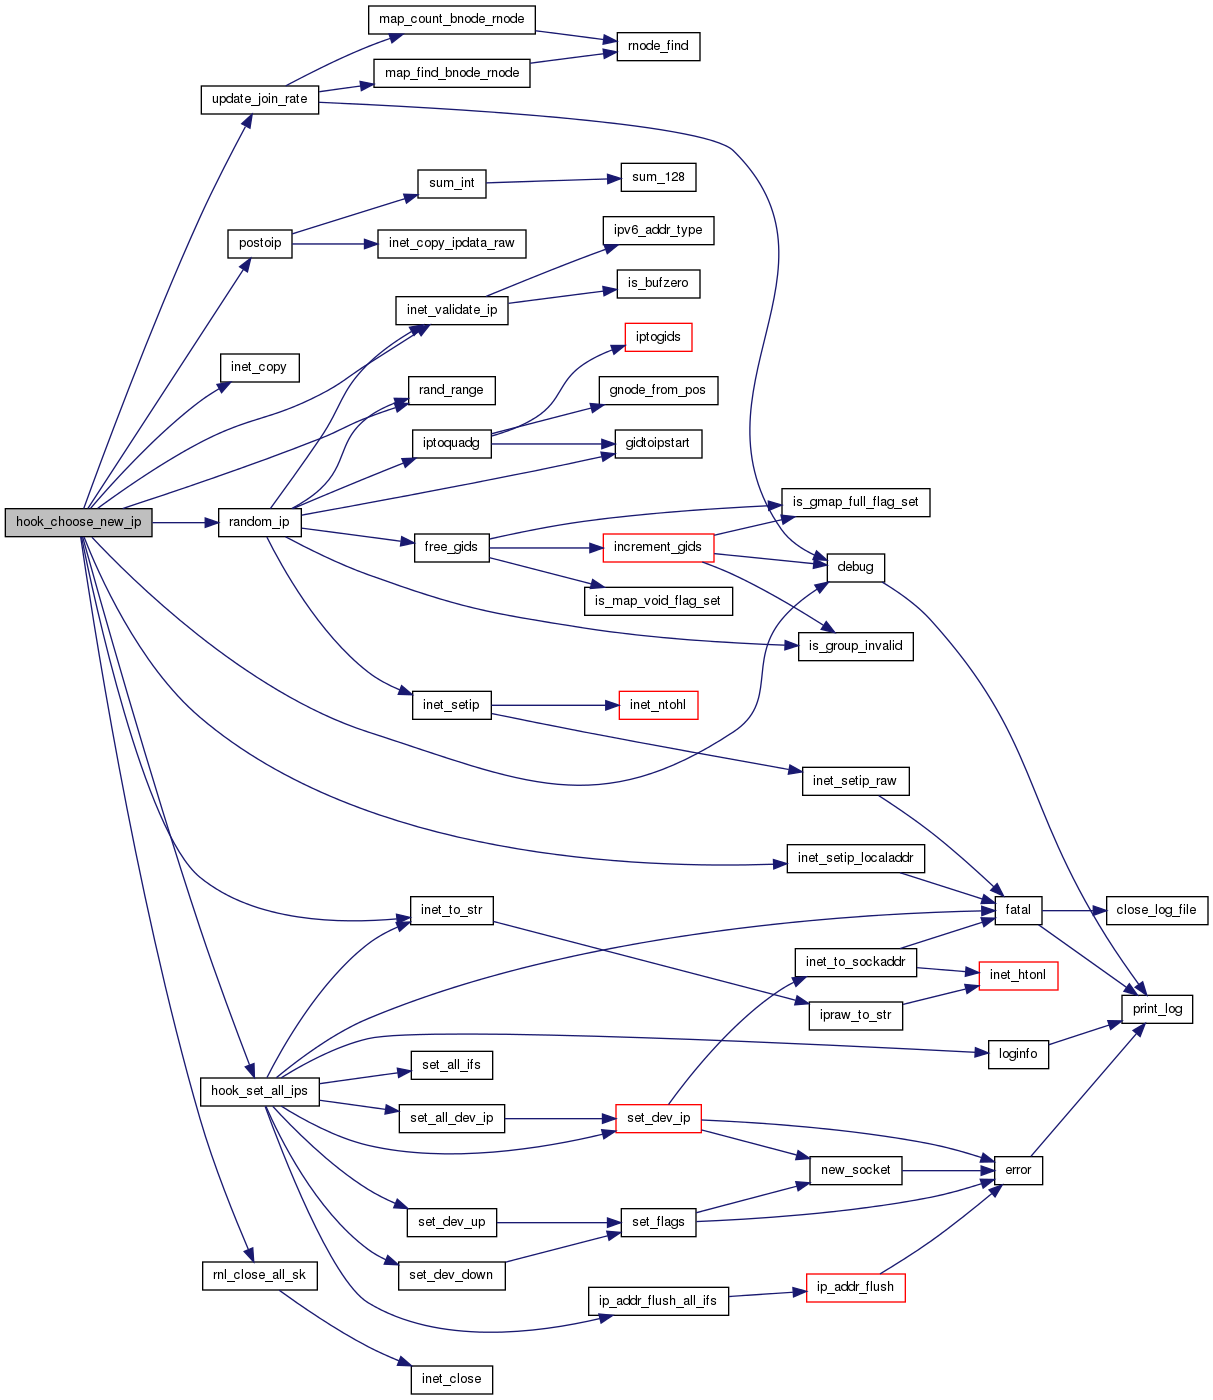 map_count_bnode_rnode
rnode_find
map_find_bnode_rnode
update_join_rate
sum_int
sum_128
postoip
inet_copy_ipdata_raw
ipv6_addr_type
is_bufzero
inet_validate_ip
iptogids
inet_copy
rand_range
gnode_from_pos
iptoquadg
gidtoipstart
is_gmap_full_flag_set
hook_choose_new_ip
random_ip
free_gids
increment_gids
debug
is_map_void_flag_set
is_group_invalid
inet_setip
inet_ntohl
inet_setip_raw
inet_setip_localaddr
inet_to_str
fatal
close_log_file
inet_to_sockaddr
inet_htonl
ipraw_to_str
print_log
loginfo
set_all_ifs
hook_set_all_ips
set_all_dev_ip
set_dev_ip
new_socket
error
set_dev_up
set_flags
rnl_close_all_sk
set_dev_down
ip_addr_flush_all_ifs
ip_addr_flush
inet_close